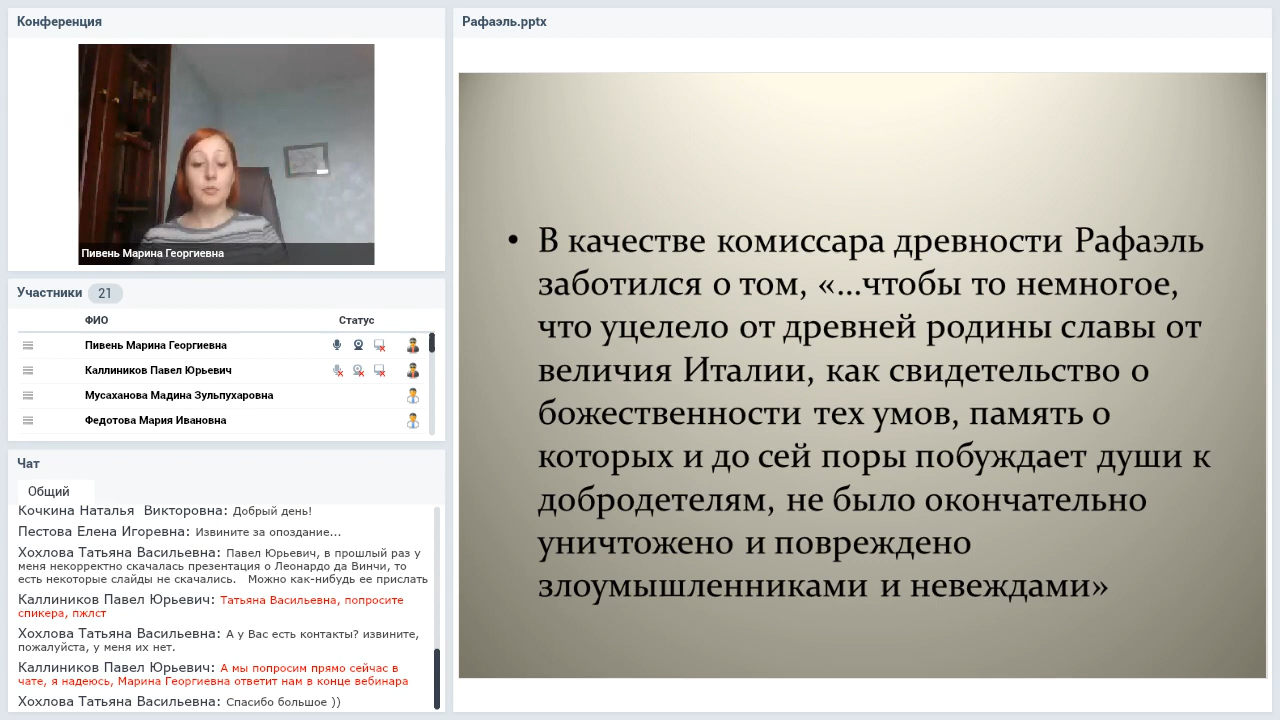 Конференция
Пивень Марина Георгиевна
Участники 21
ФИО Статус
Пивень Марина Георгиевна
Каллиников Павел Юрьевич
Мусаханова Мадина Зульпухаровна
Федотова Мария Ивановна
Чат
Общий
Кочкина Наталья Викторовна: Добрый день!
Пестова Елена Игоревна: Извините за опоздание...
Хохлова Татьяна Васильевна: Павел Юрьевич, в прошлый раз у
меня некорректно скачалась презентация о Леонардо да Винчи, то
есть некоторые слайды не скачались. Можно как-нибудь ее прислать
Каллиников Павел Юрьевич: Татьяна Васильевна, попросите
спикера, пжлст
Хохлова Татьяна Васильевна: А у Вас есть контакты? извините,
пожалуйста, у меня их нет.
Каллиников Павел Юрьевич: А мы попросим прямо сейчас в
чате, я надеюсь, Марина Георгиевна ответит нам в конце вебинара
Хохлова Татьяна Васильевна: Спасибо большое ))
Рафаэль.pptx
• В качестве комиссара древности Рафаэль
заботился о том, «...чтобы то немногое,
что уцелело от древней родины славы от
величия Италии, как свидетельство о
божественности тех умов, память о
которых и до сей поры побуждает души к
добродетелям, не было окончательно
уничтожено и повреждено
злоумышленниками и невеждами»